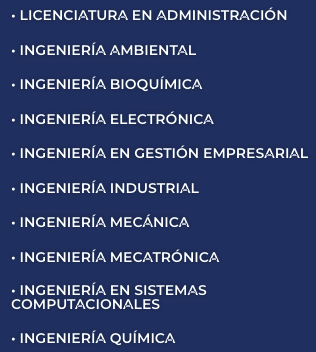 • LICENCIATURA EN ADMINISTRACIÓN
• INGENIERÍA AMBIENTAL
• INGENIERÍA BIOQUÍMICA
• INGENIERÍA ELECTRÓNICA
• INGENIERÍA EN GESTIÓN EMPRESARIAL
• INGENIERÍA INDUSTRIAL
• INGENIERÍA MECÁNICA
• INGENIERÍA MECATRÓNICA
• INGENIERÍA EN SISTEMAS
COMPUTACIONALES
• INGENIERÍA QUÍMICA